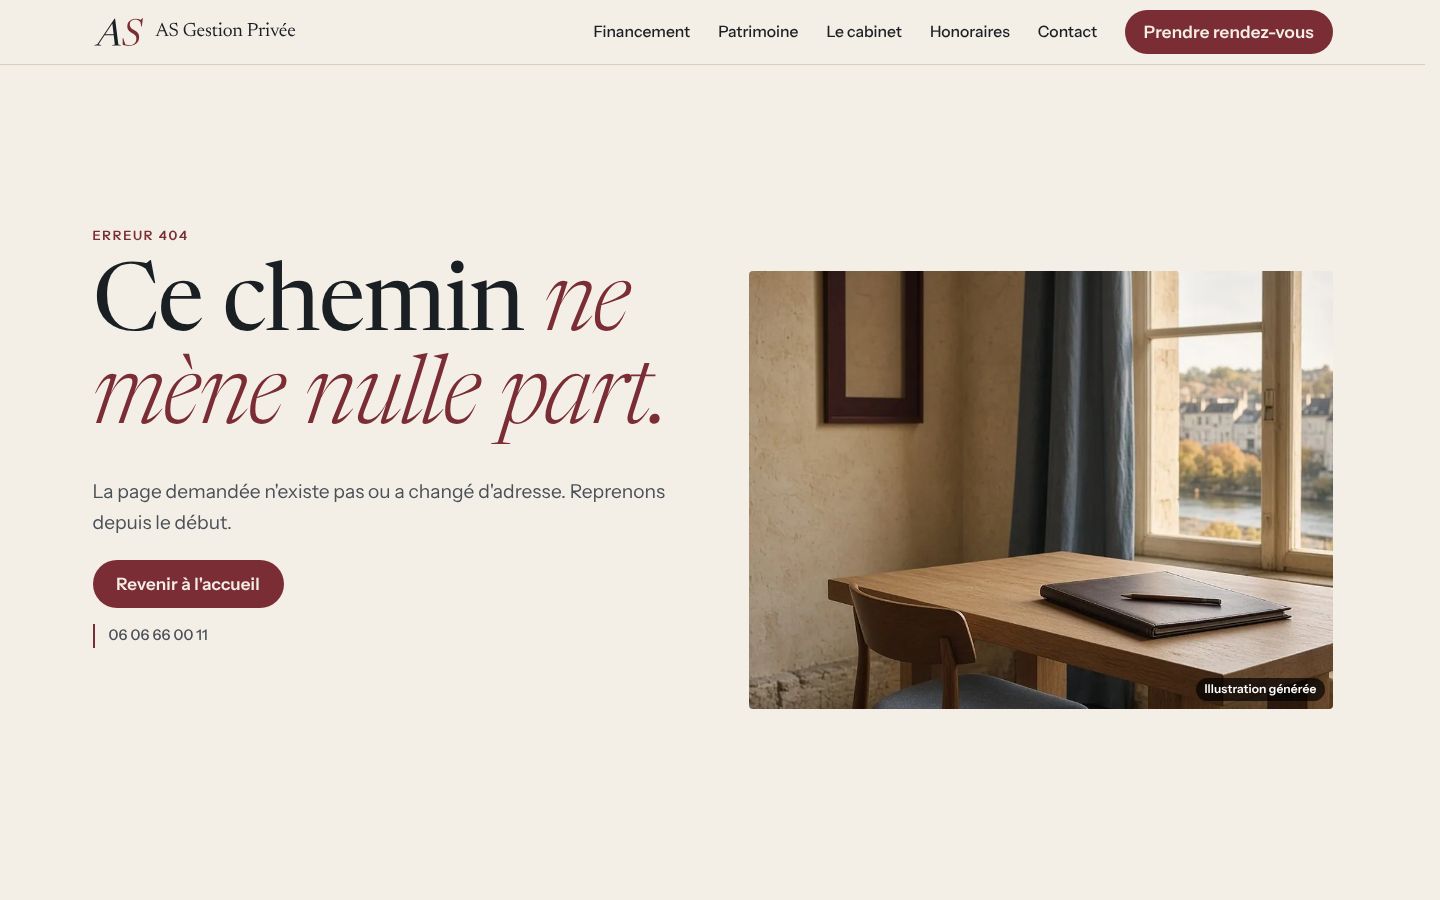 AS AS Gestion Privée
Financement Patrimoine Le cabinet Honoraires Contact Prendre rendez-vous
ERREUR 404
Ce chemin ne
mène nulle part.
La page demandée n'existe pas ou a changé d'adresse. Reprenons
depuis le début.
Revenir à l'accueil
06 06 66 00 11
Illustration générée